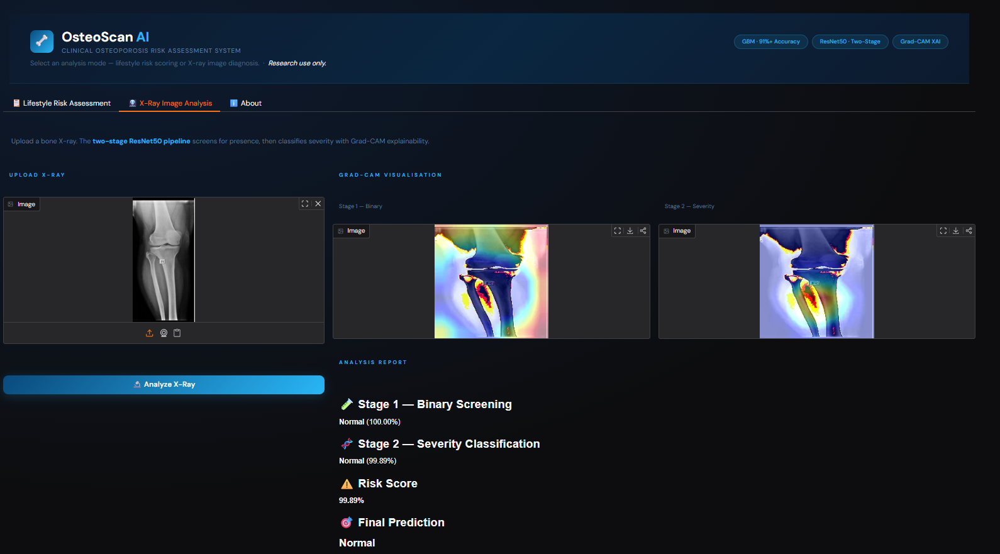 OsteoScan AI
CLINICAL OSTEOPOROSIS RISK ASSESSMENT SYSTEM
Select an analysis mode — lifestyle risk scoring or X-ray image diagnosis. · Research use only.
GBM · 91%+ Accuracy
ResNet50 · Two-Stage
Grad-CAM XAI
Lifestyle Risk Assessment
X-Ray Image Analysis
About
Upload a bone X-ray. The two-stage ResNet50 pipeline screens for presence, then classifies severity with Grad-CAM explainability.
UPLOAD X-RAY
Image
Analyze X-Ray
GRAD-CAM VISUALISATION
Stage 1 — Binary
Image
Stage 2 — Severity
Image
ANALYSIS REPORT
Stage 1 — Binary Screening
Normal (100.00%)
Stage 2 — Severity Classification
Normal (99.89%)
Risk Score
99.89%
Final Prediction
Normal